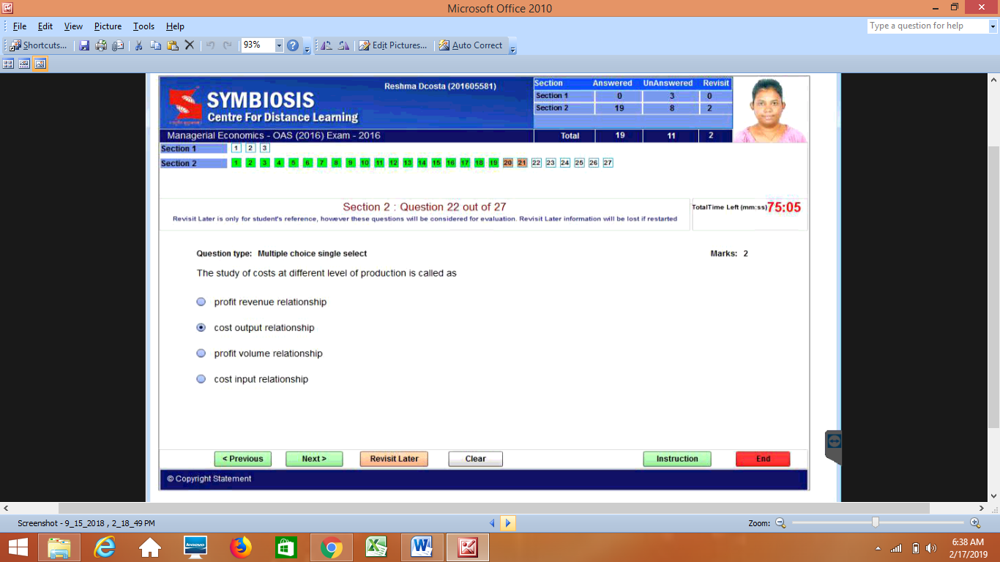 Microsoft Office 2010
File Edit View Picture Tools Help
Type a question for help
Shortcuts... 93% Edit Pictures... Auto Correct
Reshma Dcosta (201605581)
SYMBIOSIS
Centre For Distance Learning
Section Answered UnAnswered Revisit
Section 1 0 3 0
Section 2 19 8 2
Managerial Economics - OAS (2016) Exam - 2016
Total 19 11 2
Section 1 1 2 3
Section 2 1 2 3 4 5 6 7 8 9 10 11 12 13 14 15 16 17 18 19 20 21 22 23 24 25 26 27
Section 2 : Question 22 out of 27
Revisit Later is only for student's reference, however these questions will be considered for evaluation. Revisit Later information will be lost if restarted
TotalTime Left (mm:ss) 75:05
Question type: Multiple choice single select
Marks: 2
The study of costs at different level of production is called as
profit revenue relationship
cost output relationship
profit volume relationship
cost input relationship
< Previous Next > Revisit Later Clear Instruction End
© Copyright Statement
Screenshot - 9_15_2018 , 2_18_49 PM
Zoom:
lenovo
6:38 AM
2/17/2019